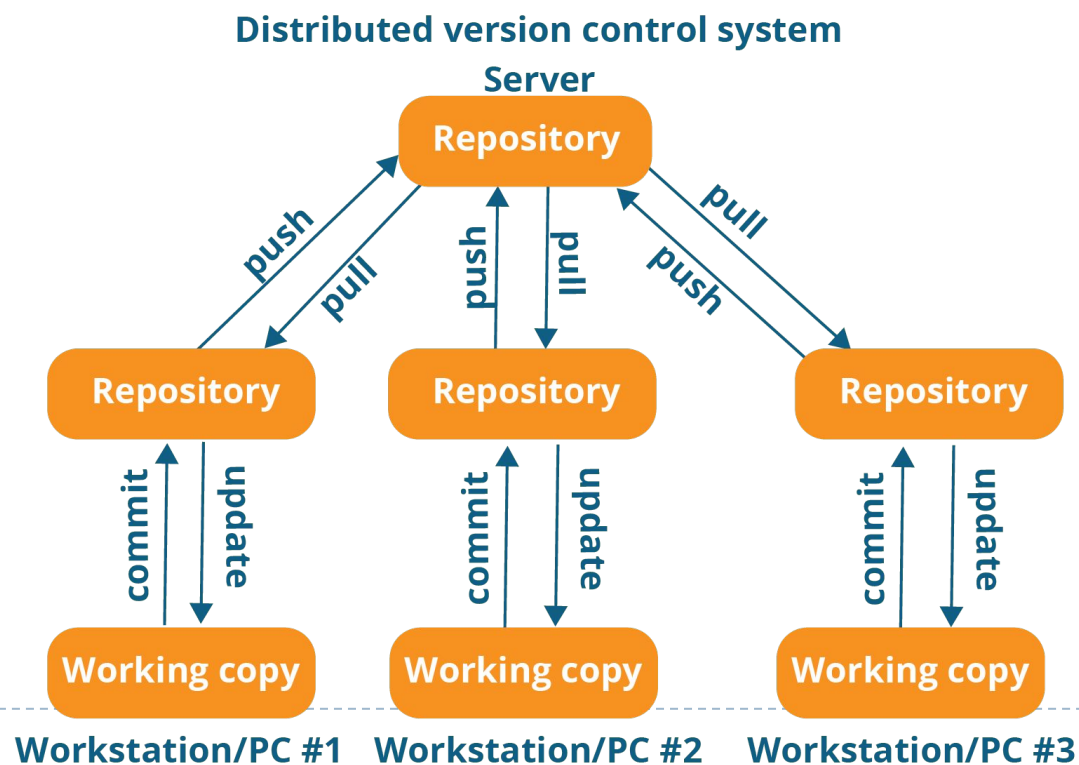 Distributed version control system
Server
Repository
push
pull
push
pull
push
pull
Repository
Repository
Repository
commit
update
commit
update
commit
update
Working copy
Working copy
Working copy
Workstation/PC #1
Workstation/PC #2
Workstation/PC #3